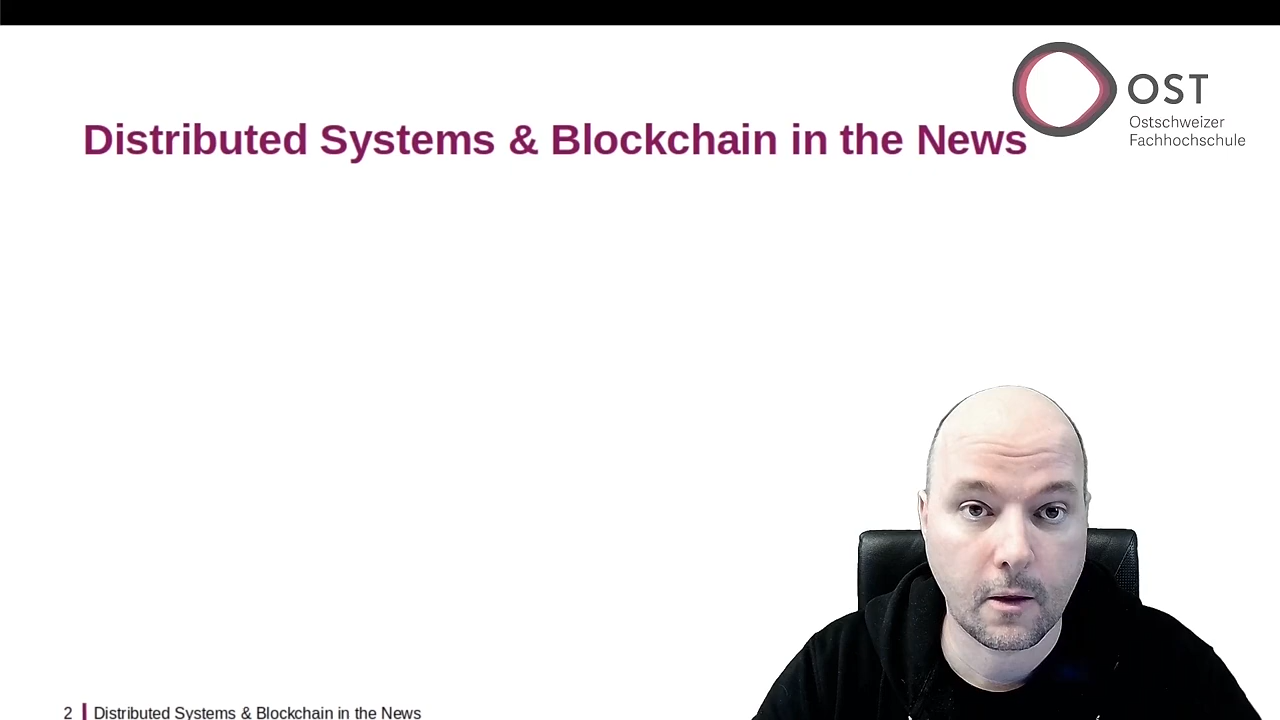 Distributed Systems & Blockchain in the News
OST
Ostschweizer
Fachhochschule
2 Distributed Systems & Blockchain in the News